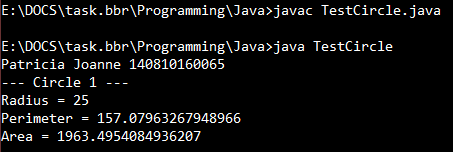 E:\DOCS\task.bbr\Programming\Java>javac TestCircle.java
E:\DOCS\task.bbr\Programming\Java>java TestCircle
Patricia Joanne 140810160065
--- Circle 1 ---
Radius = 25
Perimeter = 157.07963267948966
Area = 1963.4954084936207